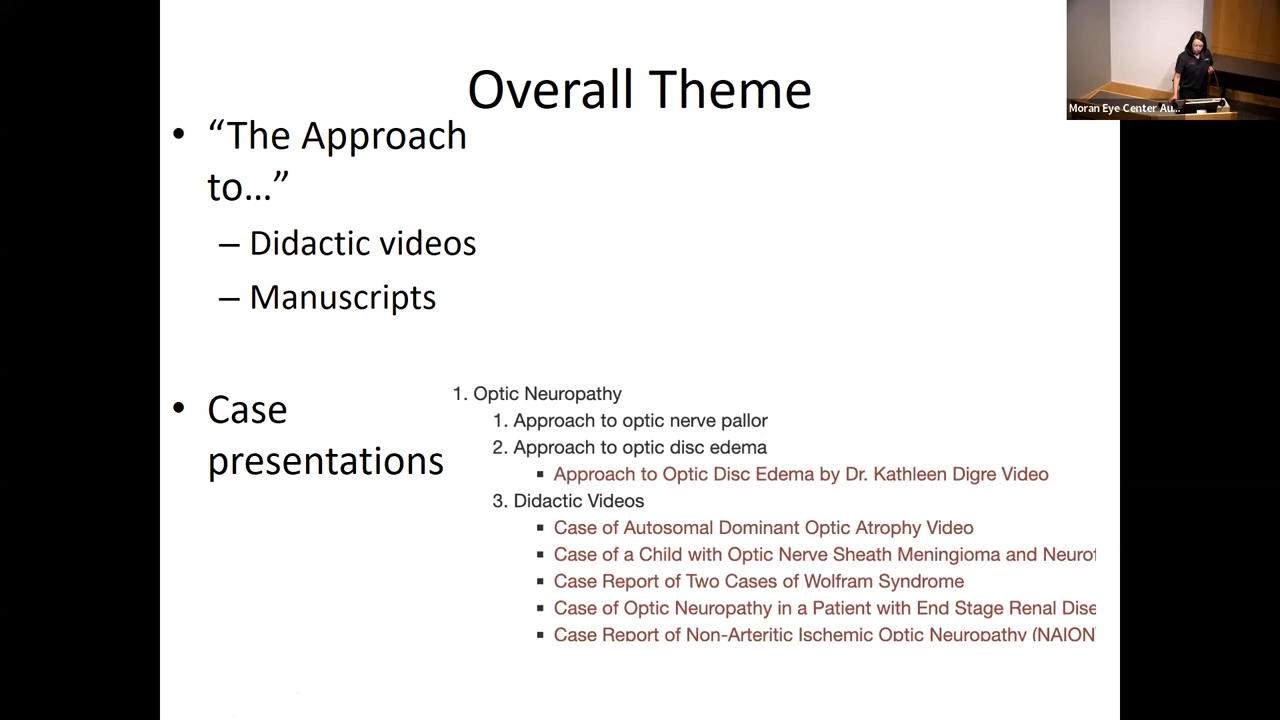 Overall Theme
• “The Approach
to…”
– Didactic videos
– Manuscripts
• Case
presentations
1. Optic Neuropathy
1. Approach to optic nerve pallor
2. Approach to optic disc edema
▪ Approach to Optic Disc Edema by Dr. Kathleen Digre Video
3. Didactic Videos
▪ Case of Autosomal Dominant Optic Atrophy Video
▪ Case of a Child with Optic Nerve Sheath Meningioma and Neurof
▪ Case Report of Two Cases of Wolfram Syndrome
▪ Case of Optic Neuropathy in a Patient with End Stage Renal Dise
▪ Case Report of Non-Arteritic Ischemic Optic Neuropathy (NAION)
Moran Eye Center Au...